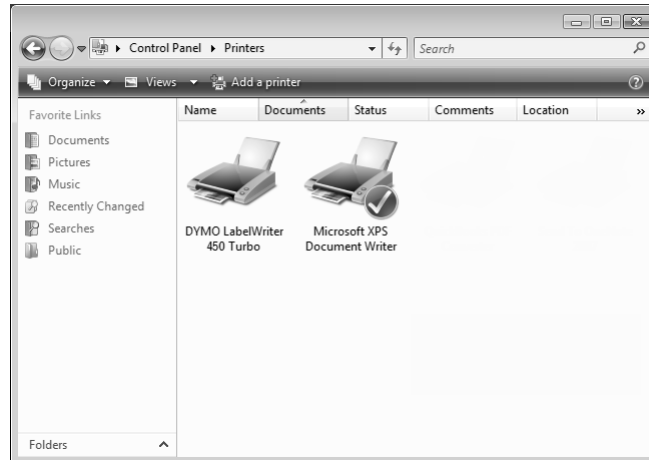 Control Panel Printers Search
Organize Views Add a printer
Favorite Links
Documents
Pictures
Music
Recently Changed
Searches
Public
Folders
Name Documents Status Comments Location
DYMO LabelWriter
450 Turbo
Microsoft XPS
Document Writer